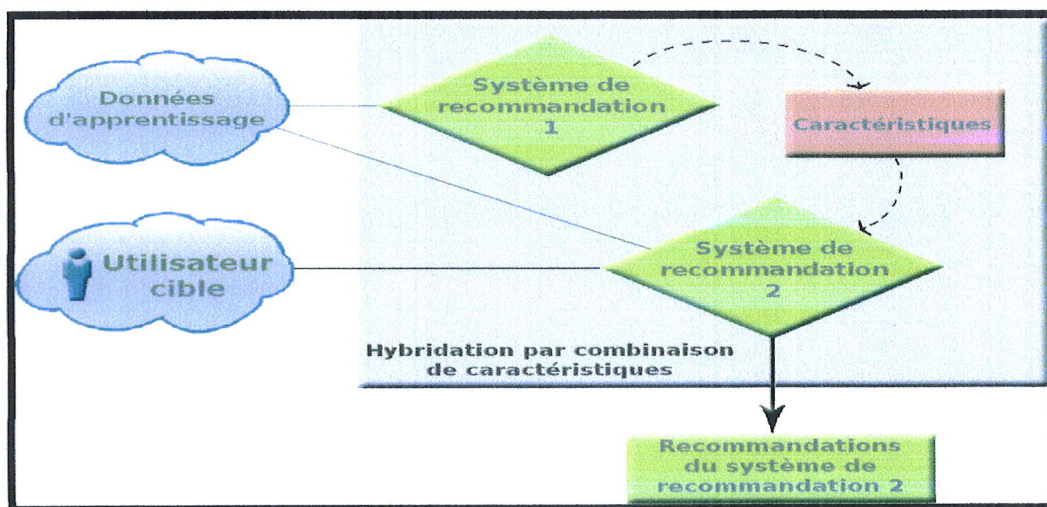 Données
d'apprentissage
Système de
recommandation
1
Caractéristiques
Utilisateur
cible
Système de
recommandation
2
Hybridation par combinaison
de caractéristiques
Recommandations
du système de
recommandation 2